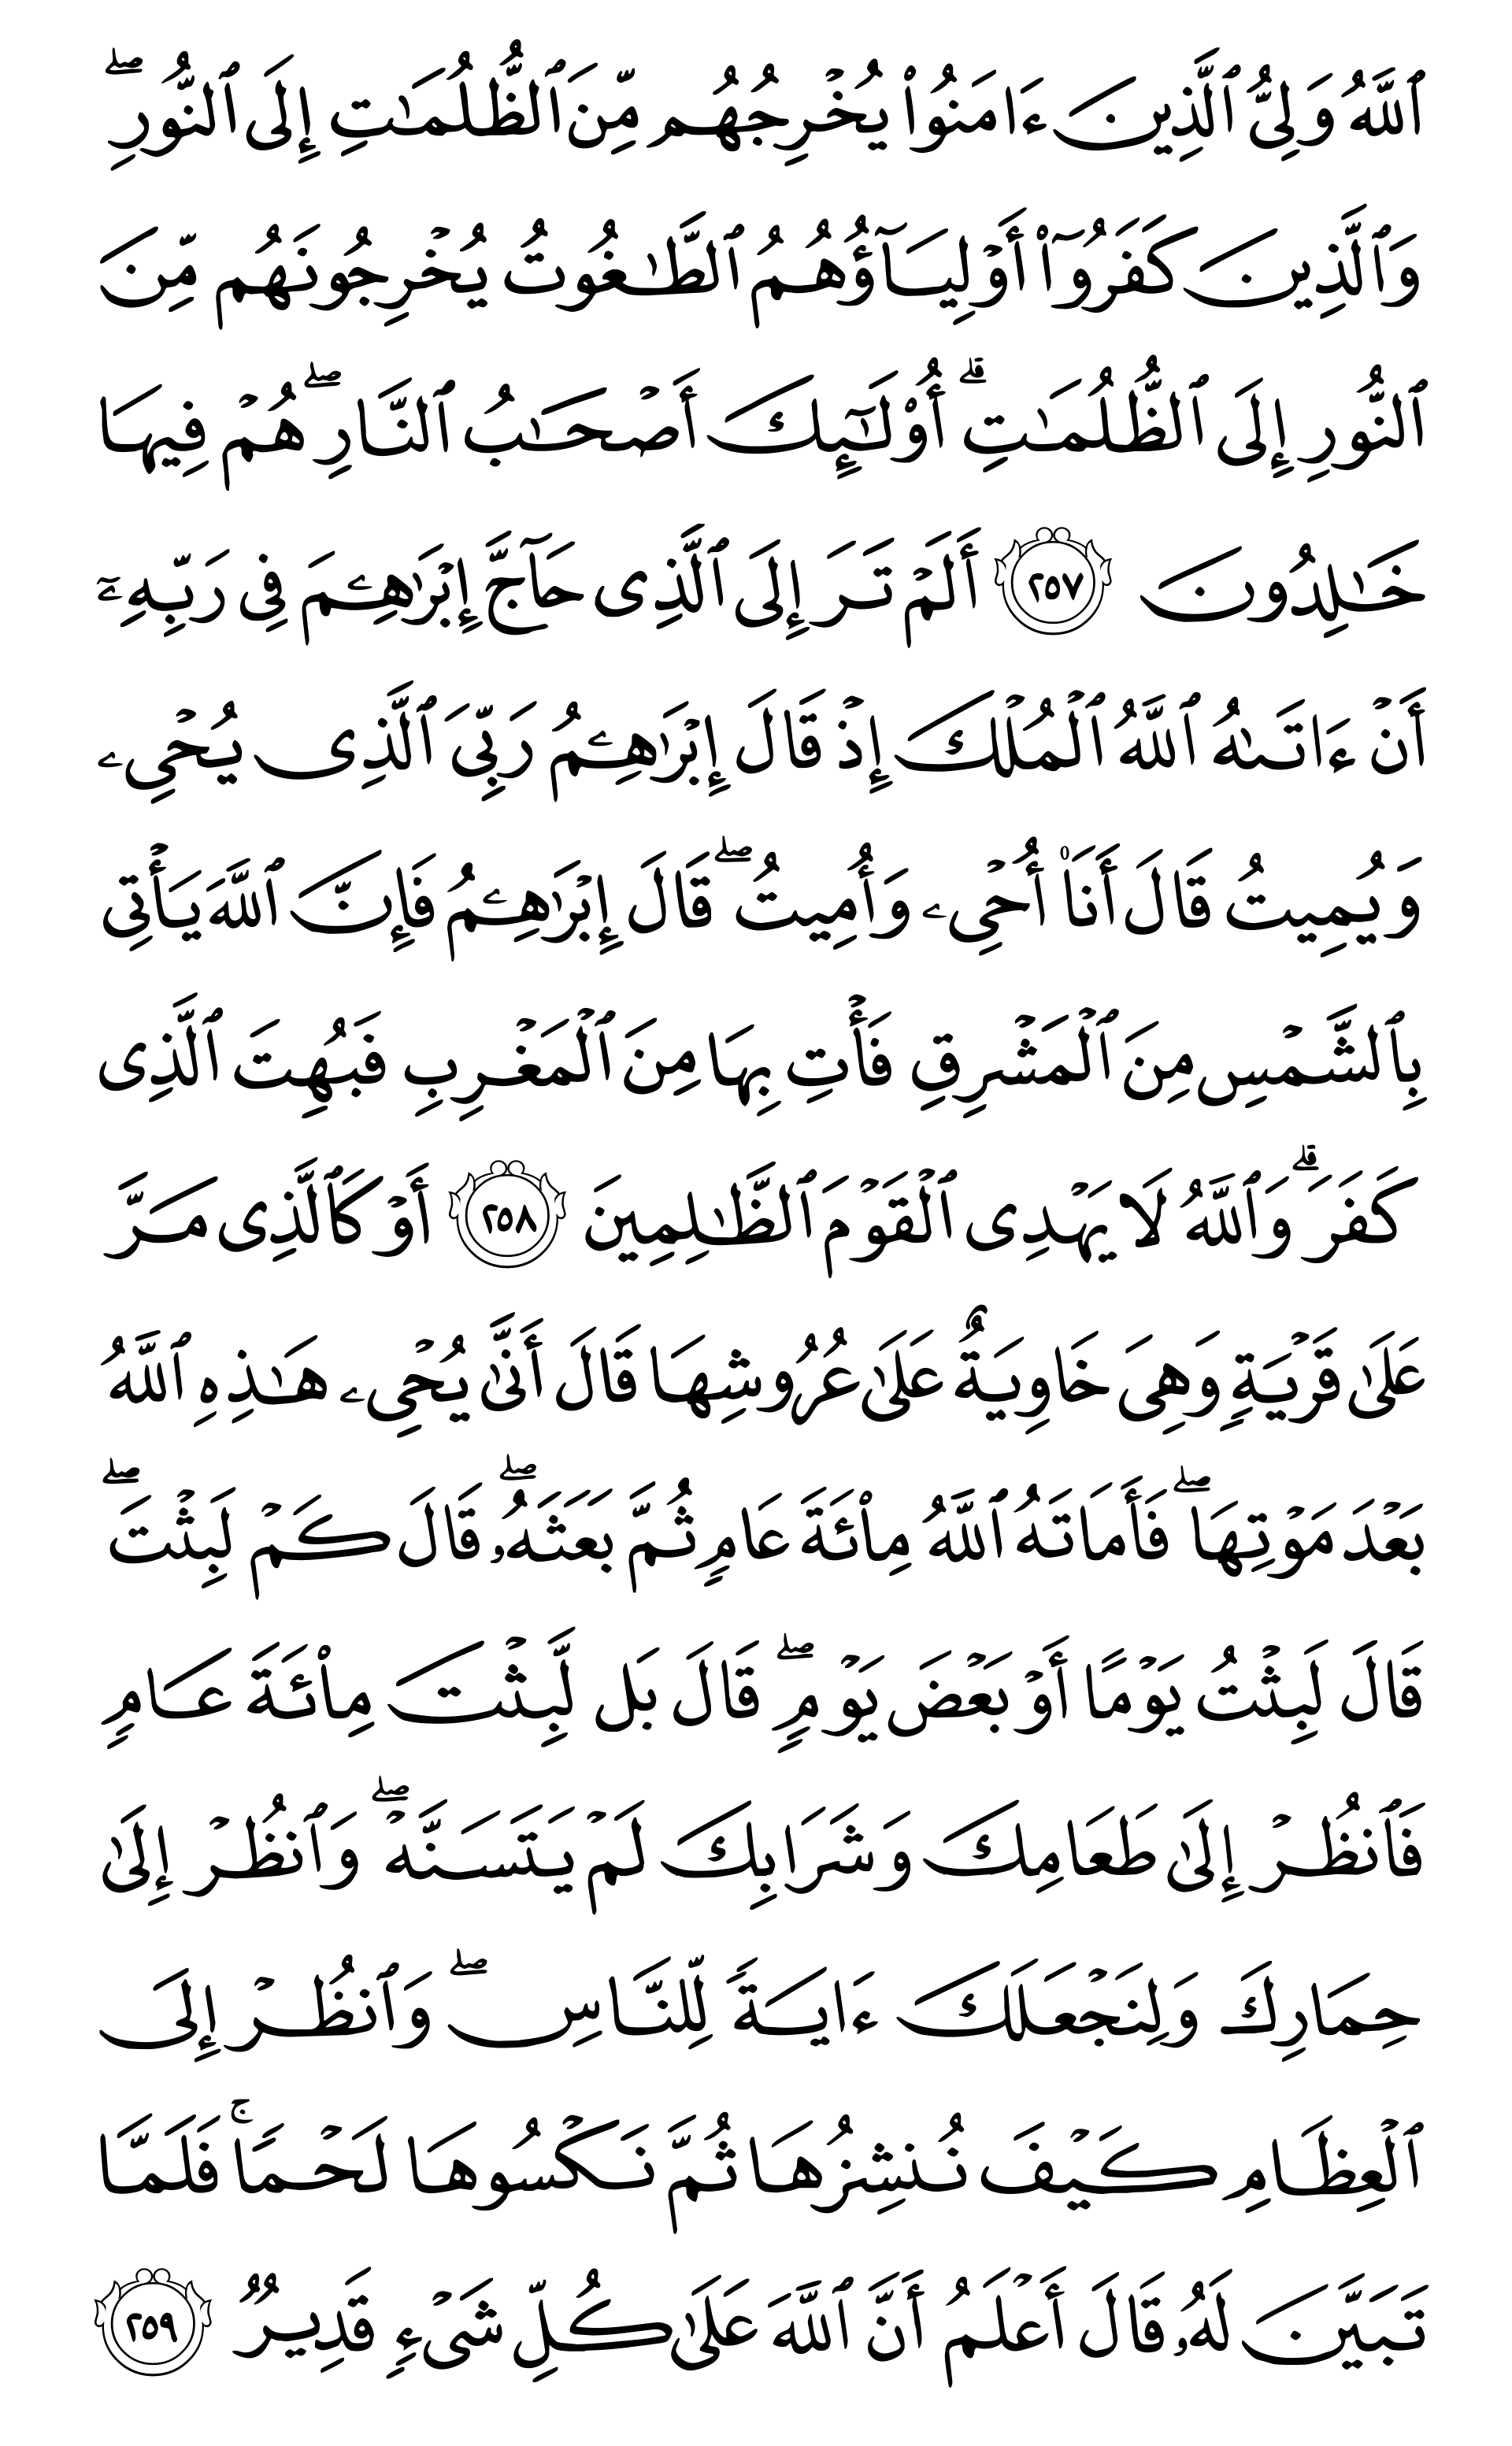 ٱللَّهُ وَلِىُّ ٱلَّذِينَ ءَامَنُوا۟ يُخْرِجُهُم مِّنَ ٱلظُّلُمَـٰتِ إِلَى ٱلنُّورِ ۖ
وَٱلَّذِينَ كَفَرُوٓا۟ أَوْلِيَآؤُهُمُ ٱلطَّـٰغُوتُ يُخْرِجُونَهُم مِّنَ
ٱلنُّورِ إِلَى ٱلظُّلُمَـٰتِ ۗ أُو۟لَـٰٓئِكَ أَصْحَـٰبُ ٱلنَّارِ ۖ هُمْ فِيهَا
خَـٰلِدُونَ ٢٥٧ أَلَمْ تَرَ إِلَى ٱلَّذِى حَآجَّ إِبْرَٰهِـۧمَ فِى رَبِّهِۦٓ
أَنْ ءَاتَىٰهُ ٱللَّهُ ٱلْمُلْكَ إِذْ قَالَ إِبْرَٰهِـۧمُ رَبِّىَ ٱلَّذِى يُحْىِۦ
وَيُمِيتُ قَالَ أَنَا۠ أُحْىِۦ وَأُمِيتُ ۖ قَالَ إِبْرَٰهِـۧمُ فَإِنَّ ٱللَّهَ يَأْتِى
بِٱلشَّمْسِ مِنَ ٱلْمَشْرِقِ فَأْتِ بِهَا مِنَ ٱلْمَغْرِبِ فَبُهِتَ ٱلَّذِى
كَفَرَ ۗ وَٱللَّهُ لَا يَهْدِى ٱلْقَوْمَ ٱلظَّـٰلِمِينَ ٢٥٨ أَوْ كَٱلَّذِى مَرَّ
عَلَىٰ قَرْيَةٍ وَهِىَ خَاوِيَةٌ عَلَىٰ عُرُوشِهَا قَالَ أَنَّىٰ يُحْىِۦ هَـٰذِهِ ٱللَّهُ
بَعْدَ مَوْتِهَا ۖ فَأَمَاتَهُ ٱللَّهُ مِا۟ئَةَ عَامٍ ثُمَّ بَعَثَهُۥ ۖ قَالَ كَمْ لَبِثْتَ ۖ
قَالَ لَبِثْتُ يَوْمًا أَوْ بَعْضَ يَوْمٍ ۖ قَالَ بَل لَّبِثْتَ مِا۟ئَةَ عَامٍ
فَٱنظُرْ إِلَىٰ طَعَامِكَ وَشَرَابِكَ لَمْ يَتَسَنَّهْ ۖ وَٱنظُرْ إِلَىٰ
حِمَارِكَ وَلِنَجْعَلَكَ ءَايَةً لِّلنَّاسِ ۖ وَٱنظُرْ إِلَى
ٱلْعِظَامِ كَيْفَ نُنشِزُهَا ثُمَّ نَكْسُوهَا لَحْمًا ۚ فَلَمَّا
تَبَيَّنَ لَهُۥ قَالَ أَعْلَمُ أَنَّ ٱللَّهَ عَلَىٰ كُلِّ شَىْءٍ قَدِيرٌ ٢٥٩